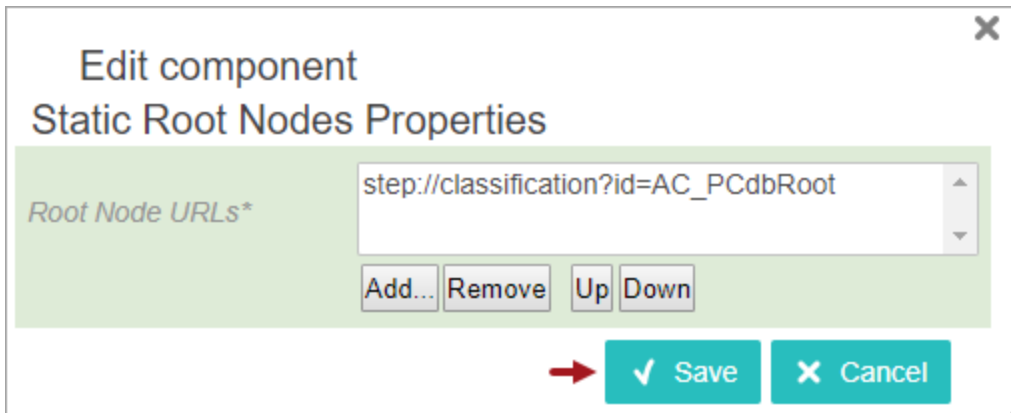 Edit component
Static Root Nodes Properties
Root Node URLs*
step://classification?id=AC_PCdbRoot
Add... Remove Up Down
Save Cancel